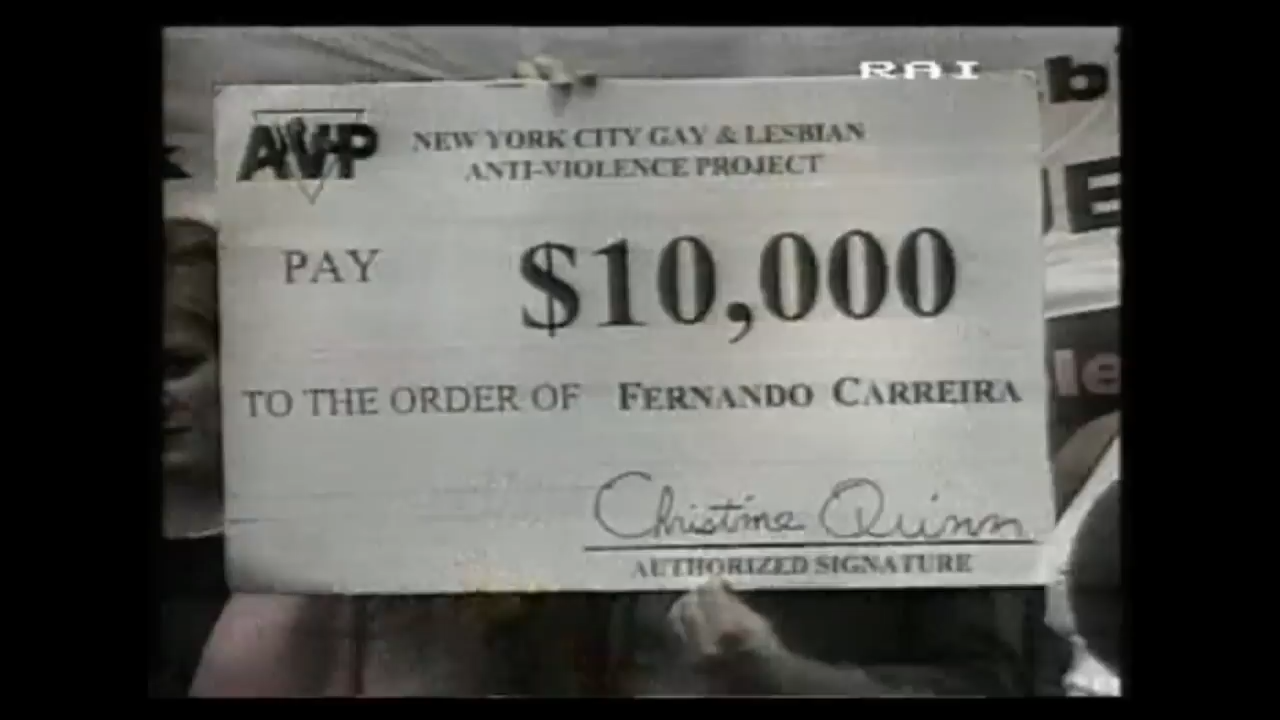 RAI
b
AVP
NEW YORK CITY GAY & LESBIAN
ANTI-VIOLENCE PROJECT
E
PAY $10,000
le
TO THE ORDER OF FERNANDO CARREIRA
Christine Quinn
AUTHORIZED SIGNATURE